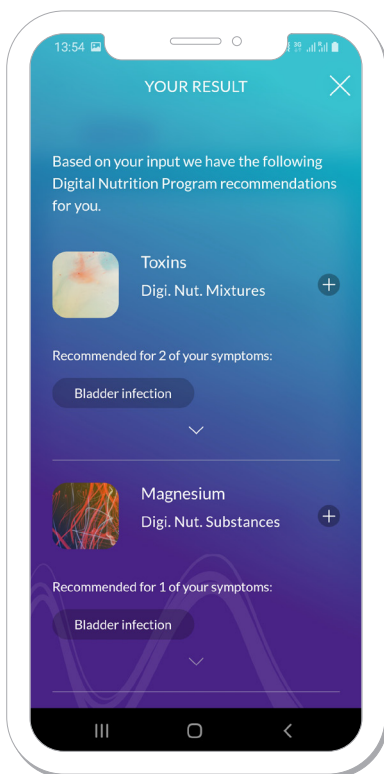 13:54
YOUR RESULT
Based on your input we have the following
Digital Nutrition Program recommendations
for you.
Toxins
Digi. Nut. Mixtures
Recommended for 2 of your symptoms:
Bladder infection
Magnesium
Digi. Nut. Substances
Recommended for 1 of your symptoms:
Bladder infection